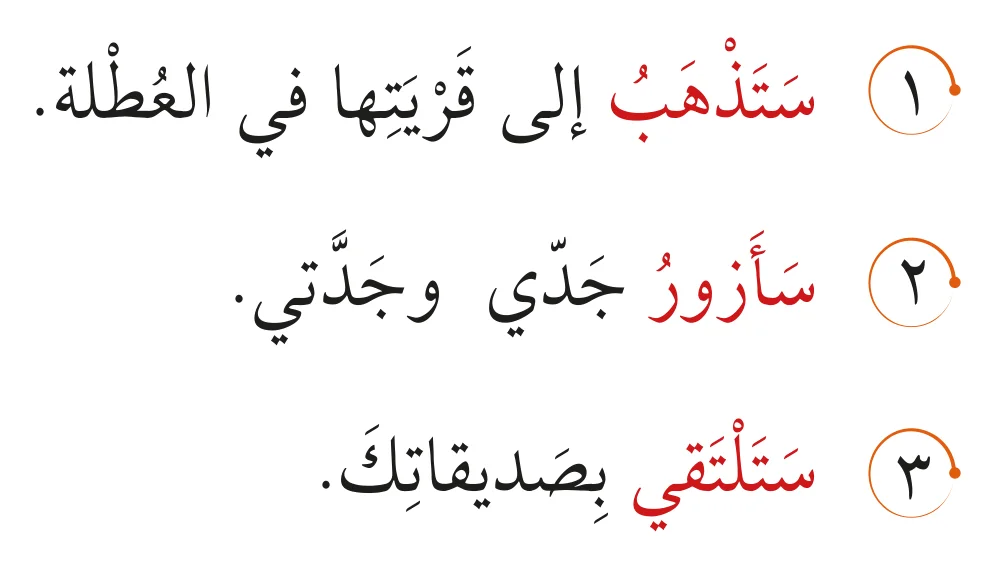 ١ سَتَذْهَبُ إلى قَرْيَتِها في العُطْلة.
٢ سَأَزورُ جَدّي وجَدَّتي.
٣ سَتَلْتَقي بِصَديقاتِكَ.